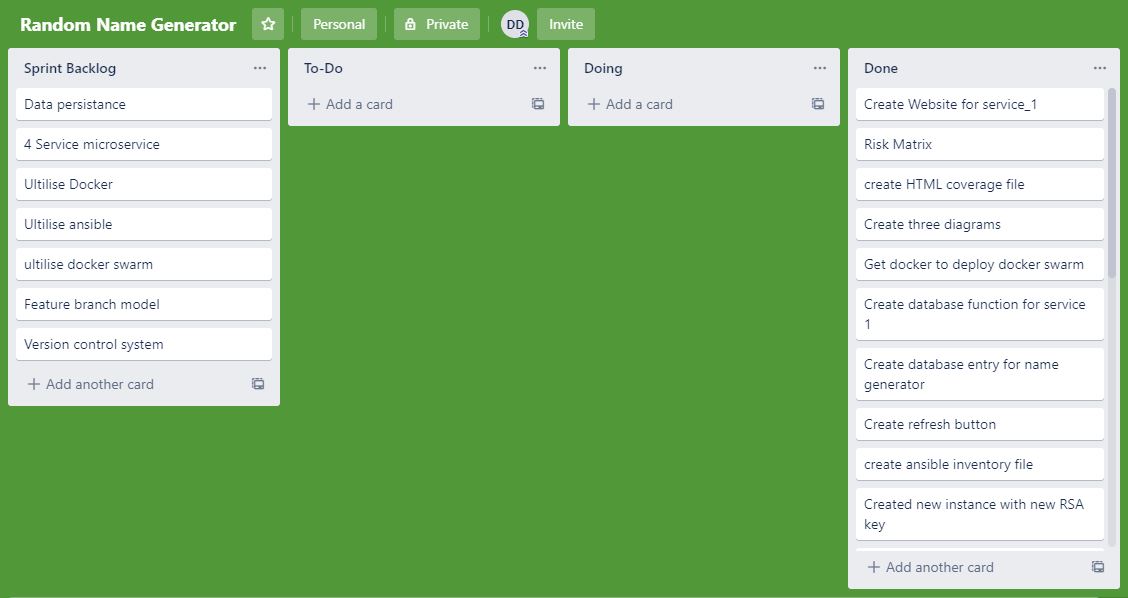 Random Name Generator
Personal
Private
DD
Invite
Sprint Backlog
Data persistance
4 Service microservice
Ultilise Docker
Ultilise ansible
ultilise docker swarm
Feature branch model
Version control system
Add another card
To-Do
Add a card
Doing
Add a card
Done
Create Website for service_1
Risk Matrix
create HTML coverage file
Create three diagrams
Get docker to deploy docker swarm
Create database function for service
1
Create database entry for name
generator
Create refresh button
create ansible inventory file
Created new instance with new RSA
key
Add another card